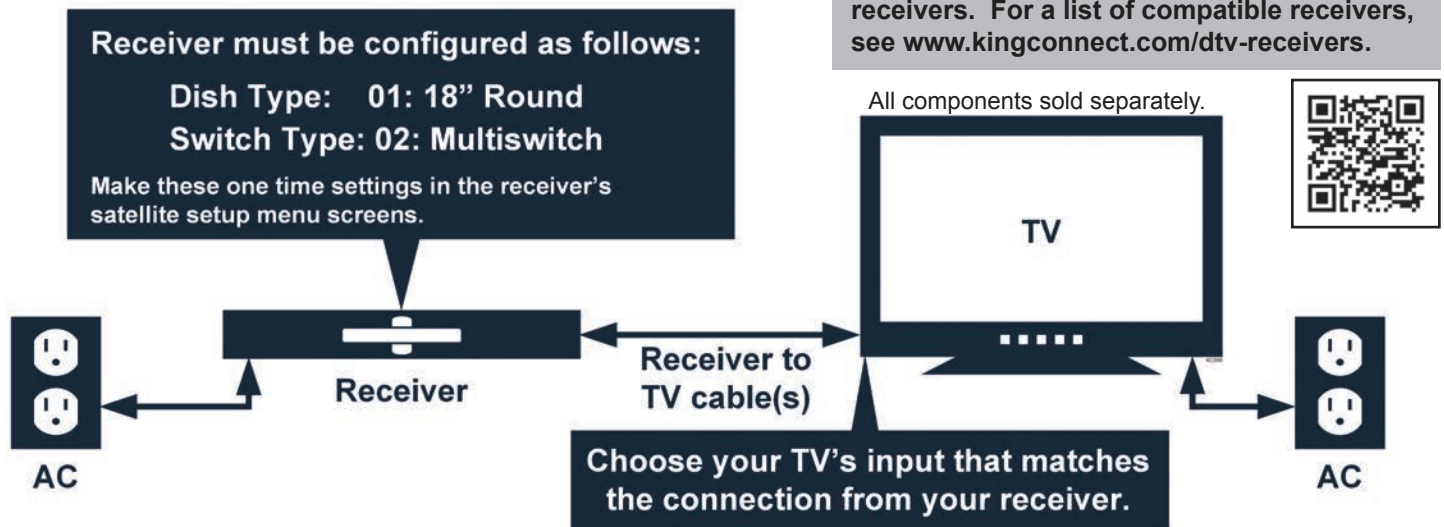 receivers. For a list of compatible receivers,
see www.kingconnect.com/dtv-receivers.
Receiver must be configured as follows:
Dish Type: 01: 18” Round
Switch Type: 02: Multiswitch
Make these one time settings in the receiver's
satellite setup menu screens.
All components sold separately.
TV
Receiver
Receiver to
TV cable(s)
AC
AC
Choose your TV's input that matches
the connection from your receiver.